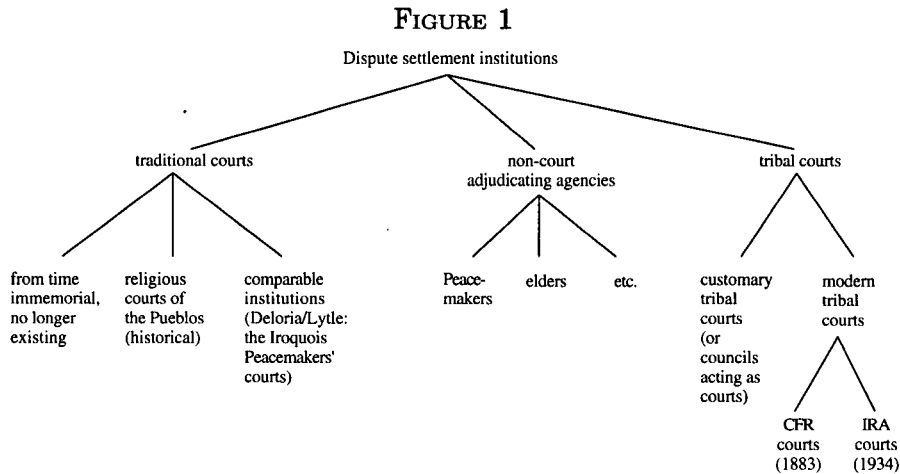 FIGURE 1
Dispute settlement institutions
traditional courts
non-court
adjudicating agencies
tribal courts
from time
immemorial,
no longer
existing
religious
courts of
the Pueblos
(historical)
comparable
institutions
(Deloria/Lytle:
the Iroquois
Peacemakers'
courts)
Peace-
makers
elders
etc.
customary
tribal
courts
(or
councils
acting as
courts)
modern
tribal
courts
CFR
courts
(1883)
IRA
courts
(1934)